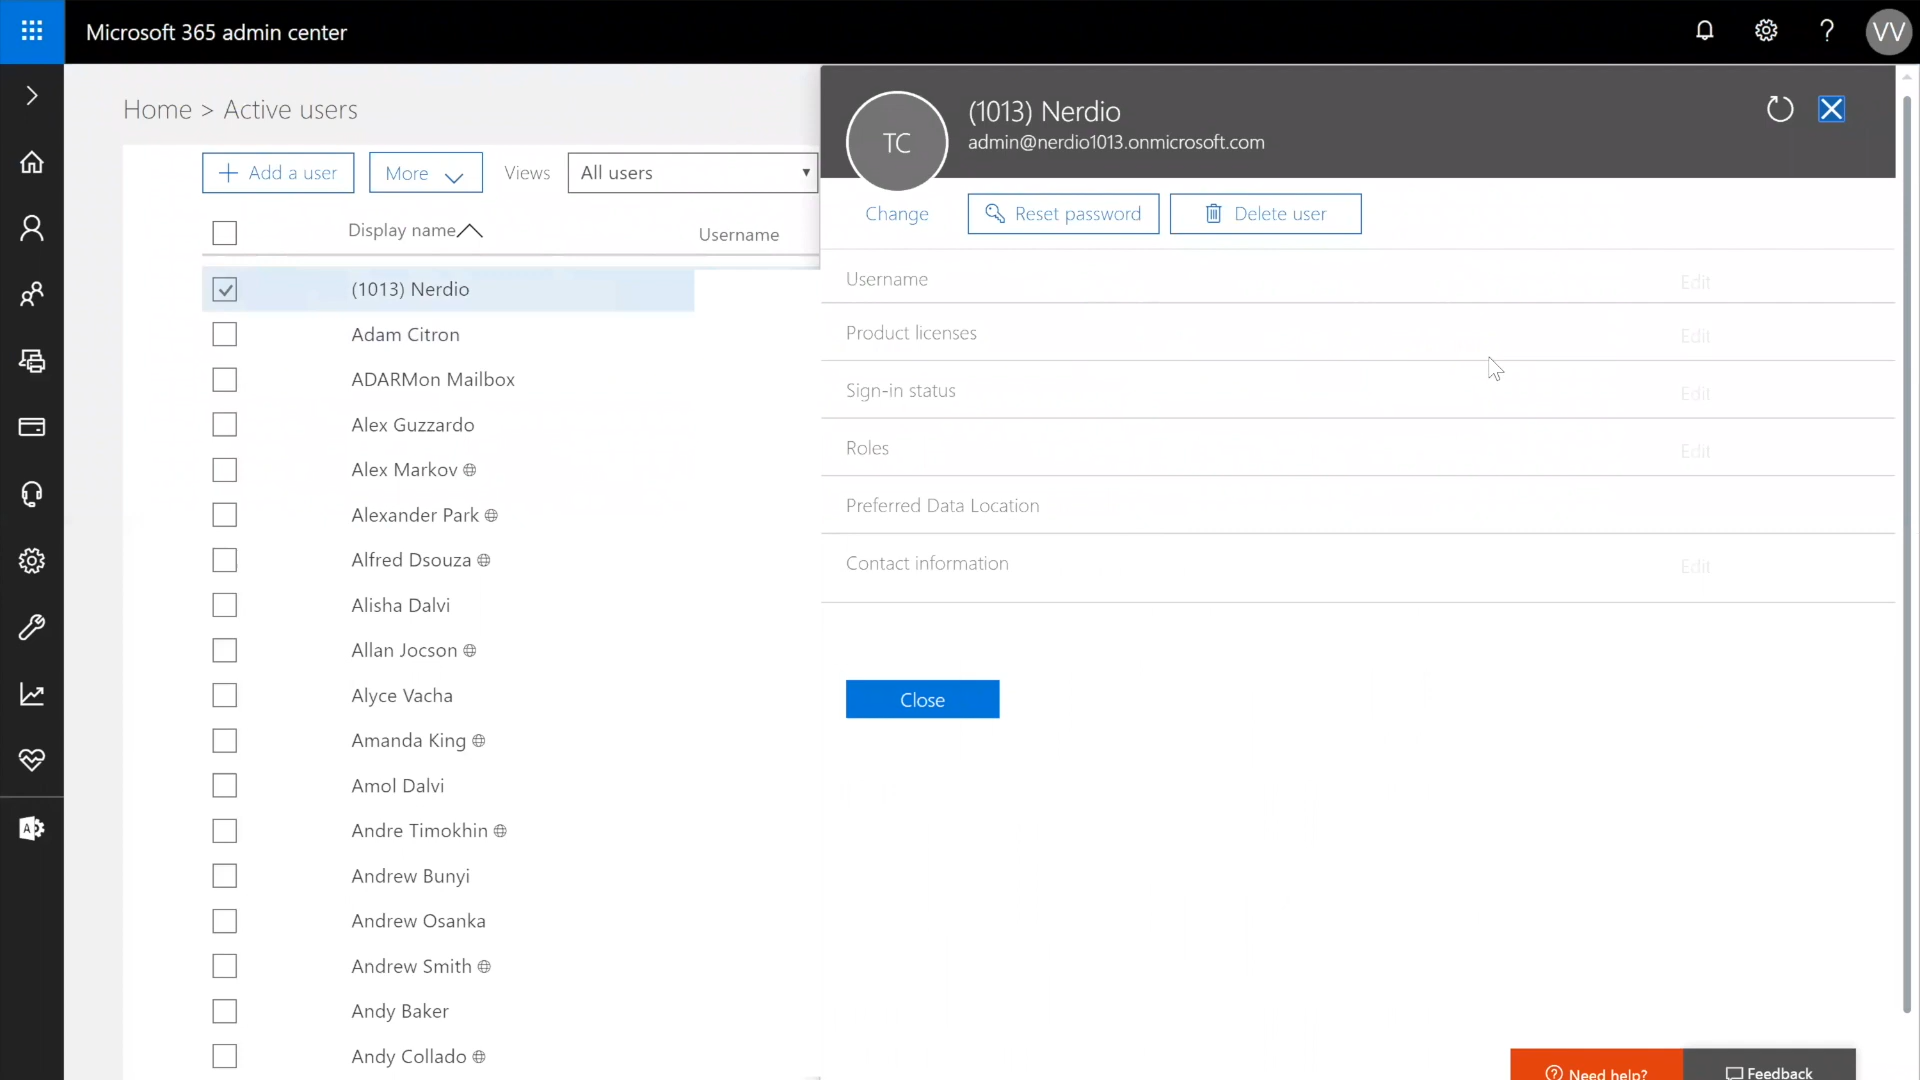 Microsoft 365 admin center
VV
Home > Active users
Add a user
More
Views
All users
Display name
Username
(1013) Nerdio
Adam Citron
ADARMon Mailbox
Alex Guzzardo
Alex Markov
Alexander Park
Alfred Dsouza
Alisha Dalvi
Allan Jocson
Alyce Vacha
Amanda King
Amol Dalvi
Andre Timokhin
Andrew Bunyi
Andrew Osanka
Andrew Smith
Andy Baker
Andy Collado
TC
(1013) Nerdio
admin@nerdio1013.onmicrosoft.com
Change
Reset password
Delete user
Username
Edit
Product licenses
Edit
Sign-in status
Edit
Roles
Edit
Preferred Data Location
Contact information
Edit
Close
Need help?
Feedback